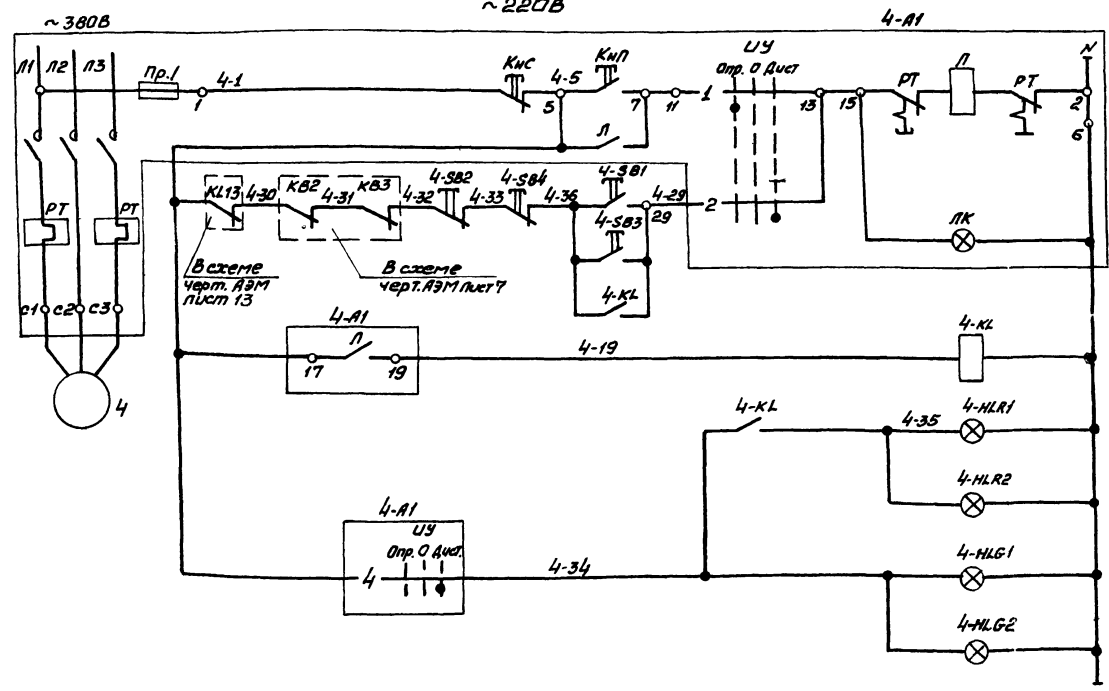 ~220В
~380В
4-А1
Л1 Л2 Л3
Пр.1
4-1
1
КнС
4-5
5
КнП
7
11
1
ИУ
Опр. О Дист
13
15
РТ
Л
РТ
N
2
6
Л
РТ
РТ
KL13
4-30
КВ2
4-31
КВ3
4-32
4-SB2
4-33
4-SB4
4-36
4-SB1
4-29
29
2
4-SB3
4-KL
ЛК
В схеме
черт. АЭМ
лист 13
В схеме
черт. АЭМ лист 7
С1 С2 С3
4
4-А1
Л
17
19
4-19
4-KL
4-KL
4-35
4-HLR1
4-HLR2
4-А1
ИУ
Опр. О Дист.
4
4-34
4-HLG1
4-HLG2